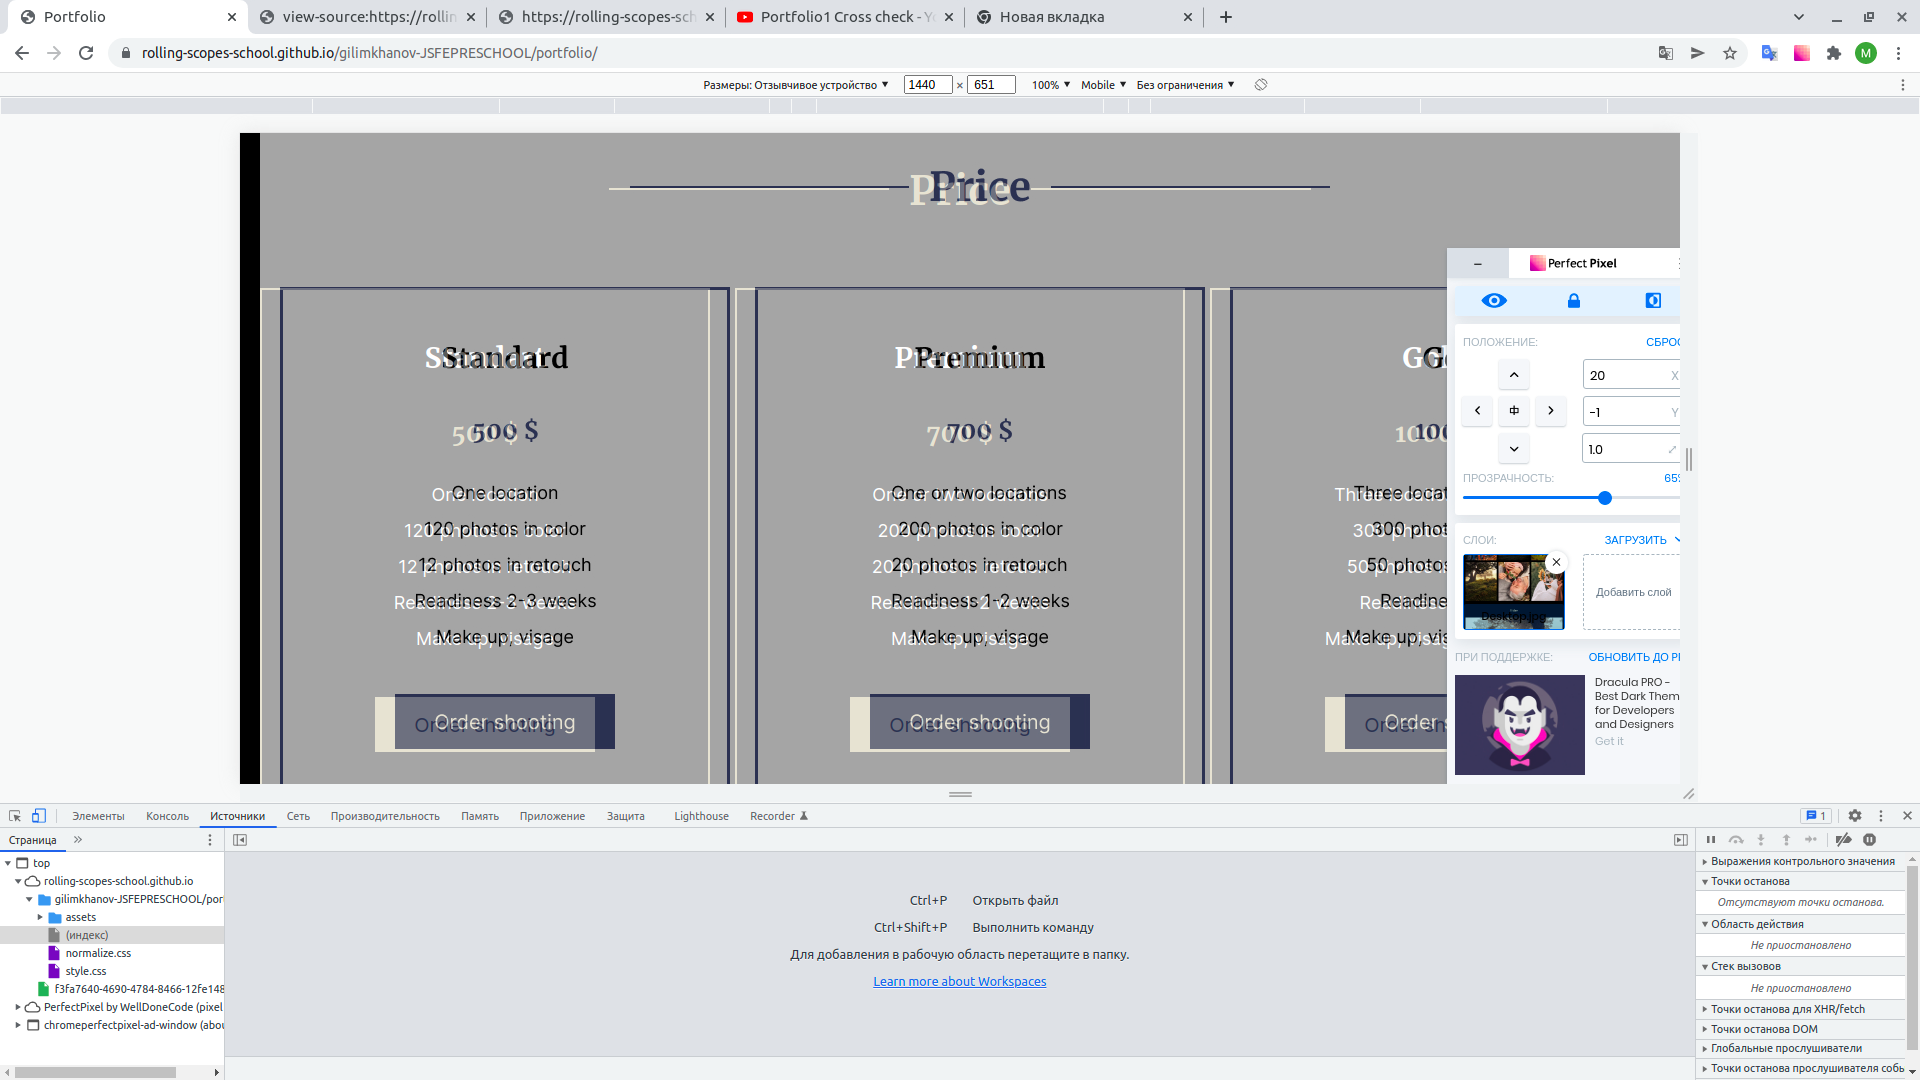 Portfolio
view-source:https://rollin
https://rolling-scopes-sch
Portfolio1 Cross check - Yo
Новая вкладка
rolling-scopes-school.github.io/gilimkhanov-JSFEPRESCHOOL/portfolio/
M
Размеры: Отзывчивое устройство ▼ 1440 × 651 100% ▼ Mobile ▼ Без ограничения ▼
Price
Price
Standard
Premium
500 $
500 $
700 $
700 $
One location
One or two locations
Three locat
120 photos in color
200 photos in color
300 phot
12 photos in retouch
20 photos in retouch
50 photos
Readiness 2-3 weeks
Readiness 1-2 weeks
Readine
Make up, visage
Make up, visage
Make up, vis
Order shooting
Order shooting
Order shooting
Order shooting
Order s
Perfect Pixel
ПОЛОЖЕНИЕ:
СБРОС
20 X
-1 Y
1.0
ПРОЗРАЧНОСТЬ:
65%
СЛОИ:
ЗАГРУЗИТЬ
Desktop.jpg
Добавить слой
ПРИ ПОДДЕРЖКЕ:
ОБНОВИТЬ ДО PR
Dracula PRO -
Best Dark Them
for Developers
and Designers
Get it
Элементы Консоль Источники Сеть Производительность Память Приложение Защита Lighthouse Recorder
1
Страница
top
rolling-scopes-school.github.io
gilimkhanov-JSFEPRESCHOOL/por
assets
(индекс)
normalize.css
style.css
f3fa7640-4690-4784-8466-12fe148
PerfectPixel by WellDoneCode (pixel
chromeperfectpixel-ad-window (abou
Ctrl+P Открыть файл
Ctrl+Shift+P Выполнить команду
Для добавления в рабочую область перетащите в папку.
Learn more about Workspaces
Выражения контрольного значения
Точки останова
Отсутствуют точки останова.
Область действия
Не приостановлено
Стек вызовов
Не приостановлено
Точки останова для XHR/fetch
Точки останова DOM
Глобальные прослушиватели
Точки останова прослушивателя собы